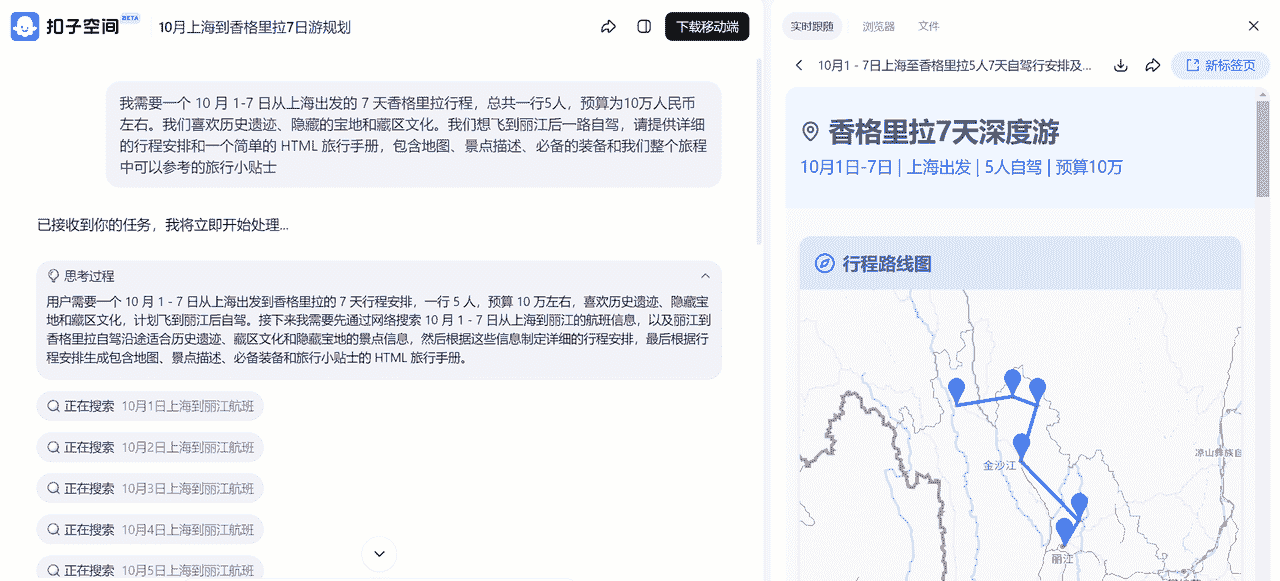 扣子空间 BETA
10月上海到香格里拉7日游规划
下载移动端
我需要一个 10 月 1-7 日从上海出发的 7 天香格里拉行程，总共一行5人，预算为10万人民币
左右。我们喜欢历史遗迹、隐藏的宝地和藏区文化。我们想飞到丽江后一路自驾，请提供详细
的行程安排和一个简单的 HTML 旅行手册，包含地图、景点描述、必备的装备和我们整个旅程
中可以参考的旅行小贴士
已接收到你的任务，我将立即开始处理...
思考过程
用户需要一个 10 月 1 - 7 日从上海出发到香格里拉的 7 天行程安排，一行 5 人，预算 10 万左右，喜欢历史遗迹、隐藏宝
地和藏区文化，计划飞到丽江后自驾。接下来我需要先通过网络搜索 10 月 1 - 7 日从上海到丽江的航班信息，以及丽江到
香格里拉自驾沿途适合历史遗迹、藏区文化和隐藏宝地的景点信息，然后根据这些信息制定详细的行程安排，最后根据行
程安排生成包含地图、景点描述、必备装备和旅行小贴士的 HTML 旅行手册。
正在搜索 10月1日上海到丽江航班
正在搜索 10月2日上海到丽江航班
正在搜索 10月3日上海到丽江航班
正在搜索 10月4日上海到丽江航班
正在搜索 10月5日上海到丽江航班
实时跟随 浏览器 文件
10月1 - 7日上海至香格里拉5人7天自驾行安排及...
新标签页
香格里拉7天深度游
10月1日-7日 | 上海出发 | 5人自驾 | 预算10万
行程路线图
金沙江
凉山彝族自
丽江